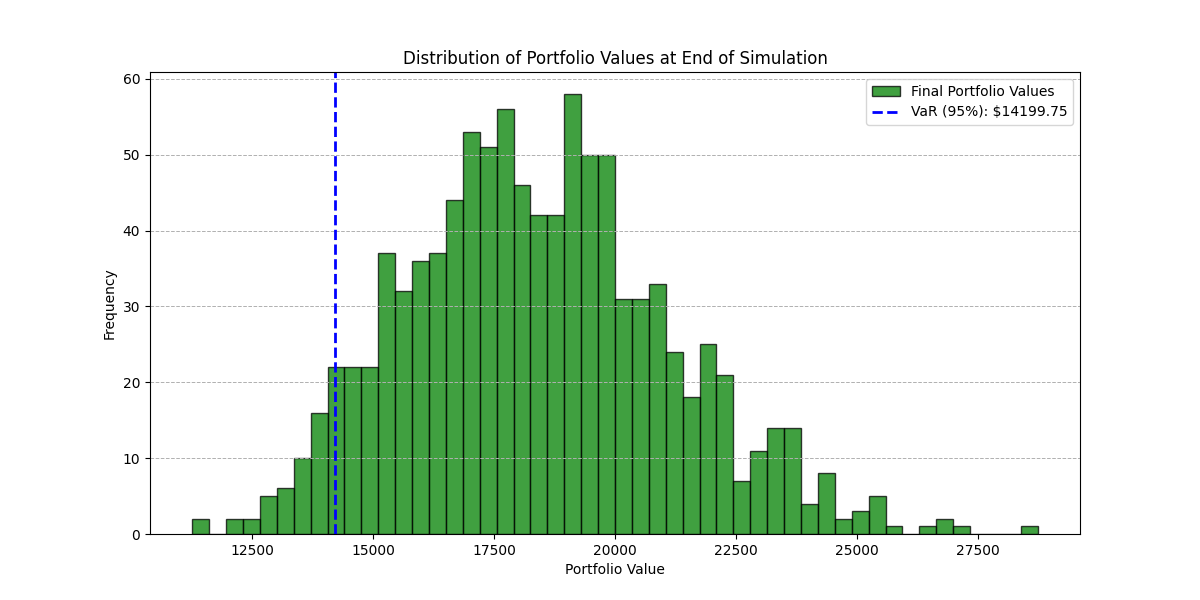 Distribution of Portfolio Values at End of Simulation
Final Portfolio Values
VaR (95%): $14199.75
Frequency
60
50
40
30
20
10
0
12500 15000 17500 20000 22500 25000 27500
Portfolio Value